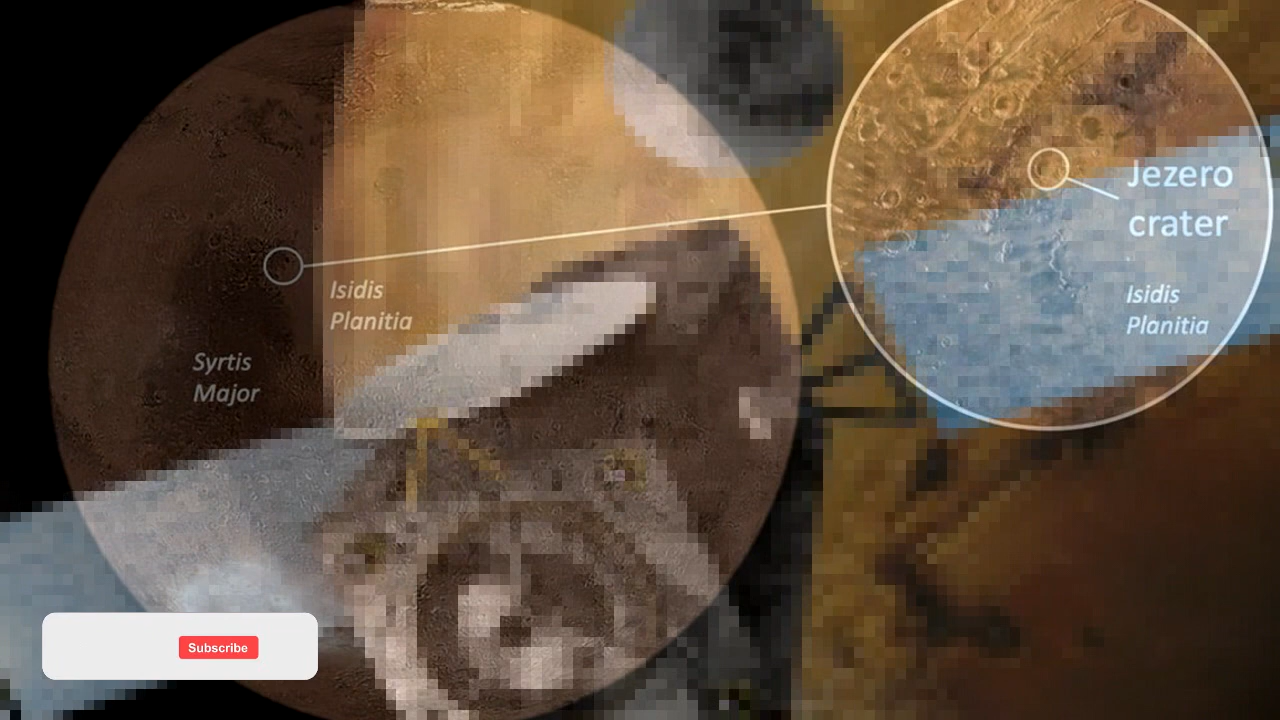 Jezero
crater
Isidis
Planitia
Isidis
Planitia
Syrtis
Major
Subscribe